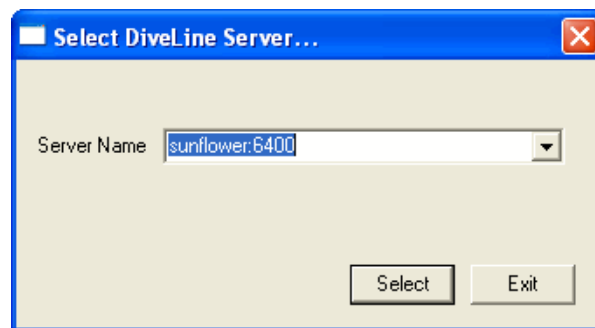 Select DiveLine Server...
Server Name sunflower:6400
Select Exit